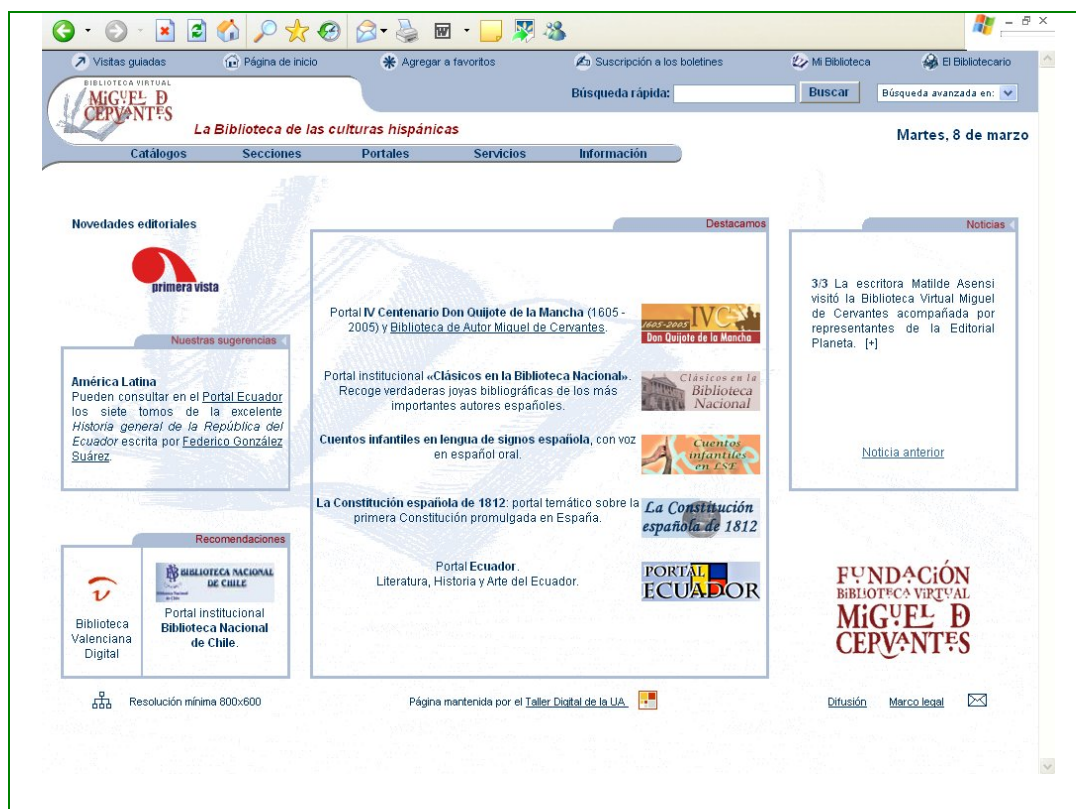 Visitas guiadas
Página de inicio
Agregar a favoritos
Suscripción a los boletines
Mi Biblioteca
El Bibliotecario
BIBLIOTECA VIRTUAL
MIGUEL D
CERVANTES
Búsqueda rápida:
Buscar
Búsqueda avanzada en:
La Biblioteca de las culturas hispánicas
Martes, 8 de marzo
Catálogos
Secciones
Portales
Servicios
Información
Novedades editoriales
primera vista
Nuestras sugerencias
América Latina
Pueden consultar en el Portal Ecuador
los siete tomos de la excelente
Historia general de la República del
Ecuador escrita por Federico González
Suárez.
Recomendaciones
Biblioteca
Valenciana
Digital
BIBLIOTECA NACIONAL
DE CHILE
Portal institucional
Biblioteca Nacional
de Chile.
Destacamos
Portal IV Centenario Don Quijote de la Mancha (1605 -
2005) y Biblioteca de Autor Miguel de Cervantes.
1605-2005 IVC
Don Quijote de la Mancha
Portal institucional «Clásicos en la Biblioteca Nacional».
Recoge verdaderas joyas bibliográficas de los más
importantes autores españoles.
Clásicos en la
Biblioteca
Nacional
Cuentos infantiles en lengua de signos española, con voz
en español oral.
Cuentos
infantiles
en LSE
La Constitución española de 1812: portal temático sobre la
primera Constitución promulgada en España.
La Constitución
española de 1812
Portal Ecuador.
Literatura, Historia y Arte del Ecuador.
PORTAL
ECUADOR
Noticias
3/3 La escritora Matilde Asensi
visitó la Biblioteca Virtual Miguel
de Cervantes acompañada por
representantes de la Editorial
Planeta. [+]
Noticia anterior
FUNDACIÓN
BIBLIOTECA VIRTUAL
MIGUEL D
CERVANTES
Resolución mínima 800x600
Página mantenida por el Taller Digital de la UA
Difusión
Marco legal